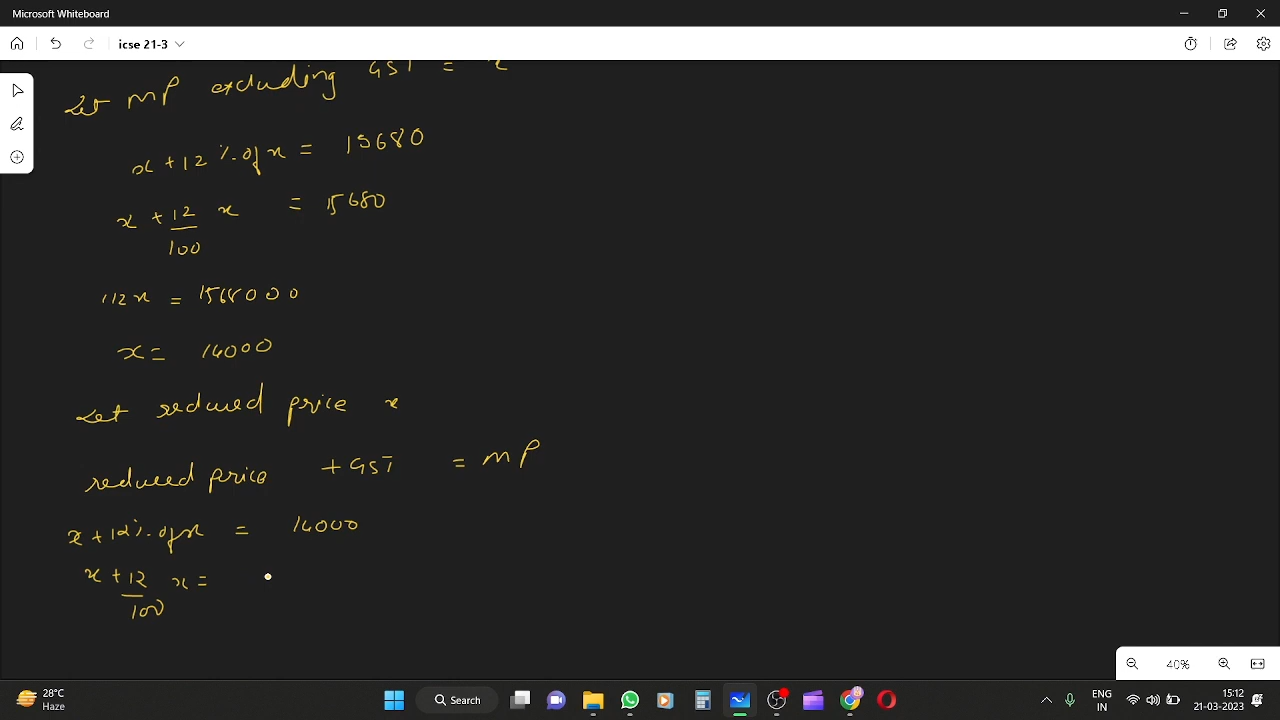 Microsoft Whiteboard
icse 21-3
Let MP excluding GST = x
x + 12 %. of x = 15680
x + 12/100 x = 15680
112x = 1568000
x = 14000
Let reduced price x
reduced price + GST = MP
x + 12%. of x = 14000
x + 12/100 x =
40%
28°C
Haze
Search
ENG
IN
15:12
21-03-2023